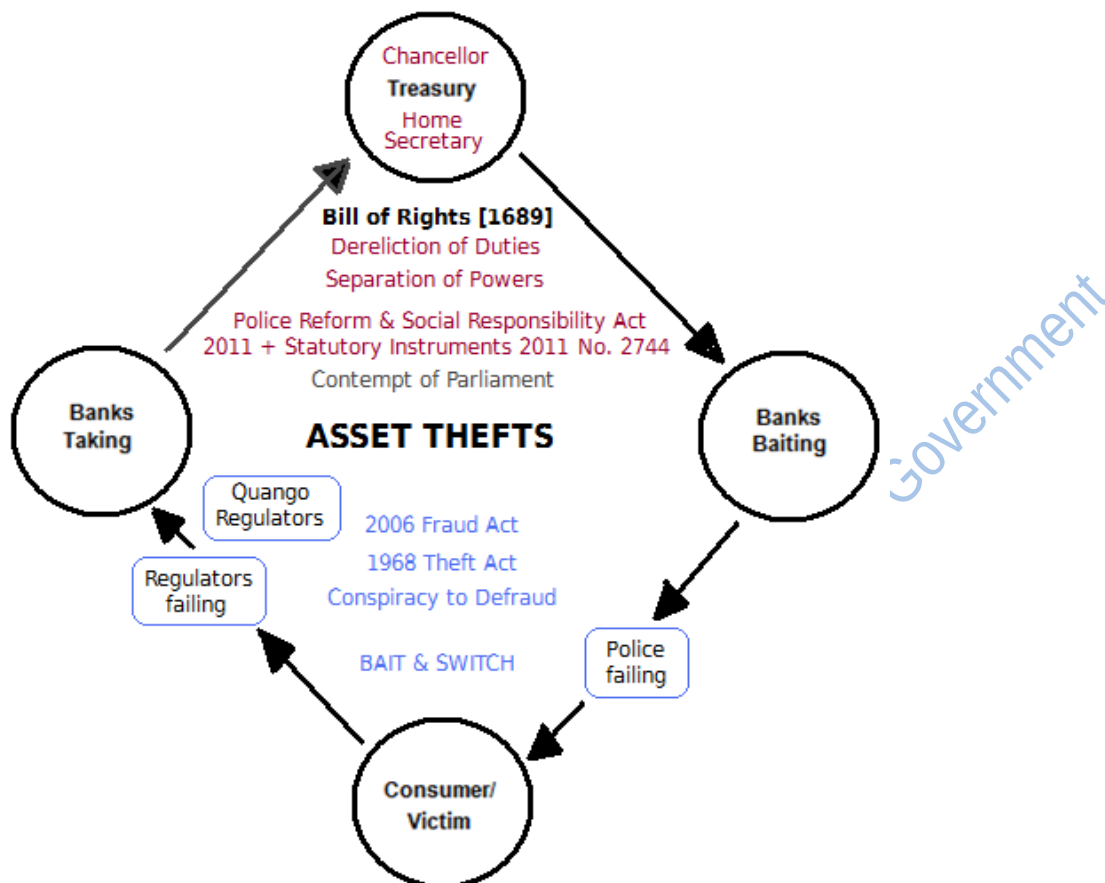 Chancellor
Treasury
Home
Secretary
Bill of Rights [1689]
Dereliction of Duties
Separation of Powers
Police Reform & Social Responsibility Act
2011 + Statutory Instruments 2011 No. 2744
Contempt of Parliament
Banks
Taking
ASSET THEFTS
Banks
Baiting
Government
Quango
Regulators
2006 Fraud Act
1968 Theft Act
Conspiracy to Defraud
Regulators
failing
BAIT & SWITCH
Police
failing
Consumer/
Victim